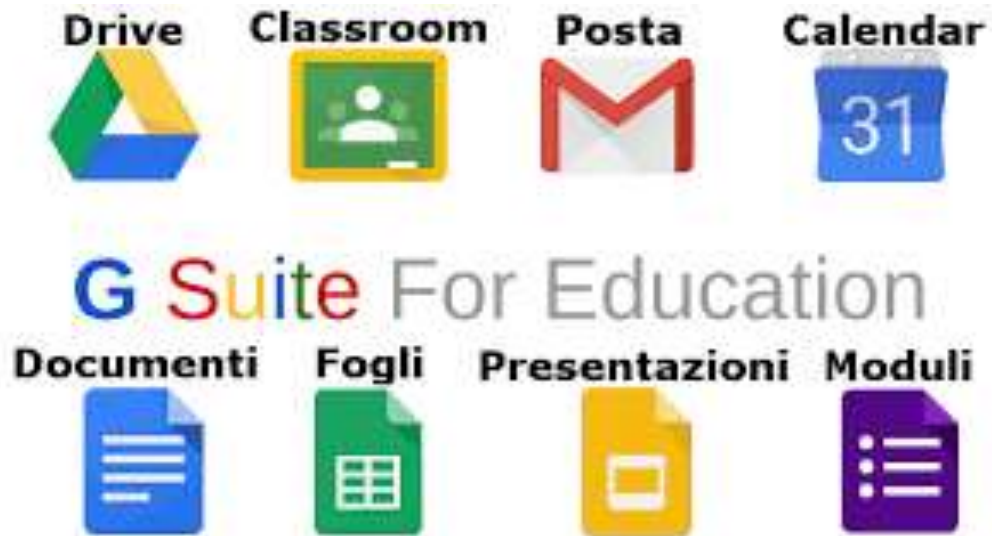 Drive Classroom Posta Calendar
31
G Suite For Education
Documenti Fogli Presentazioni Moduli